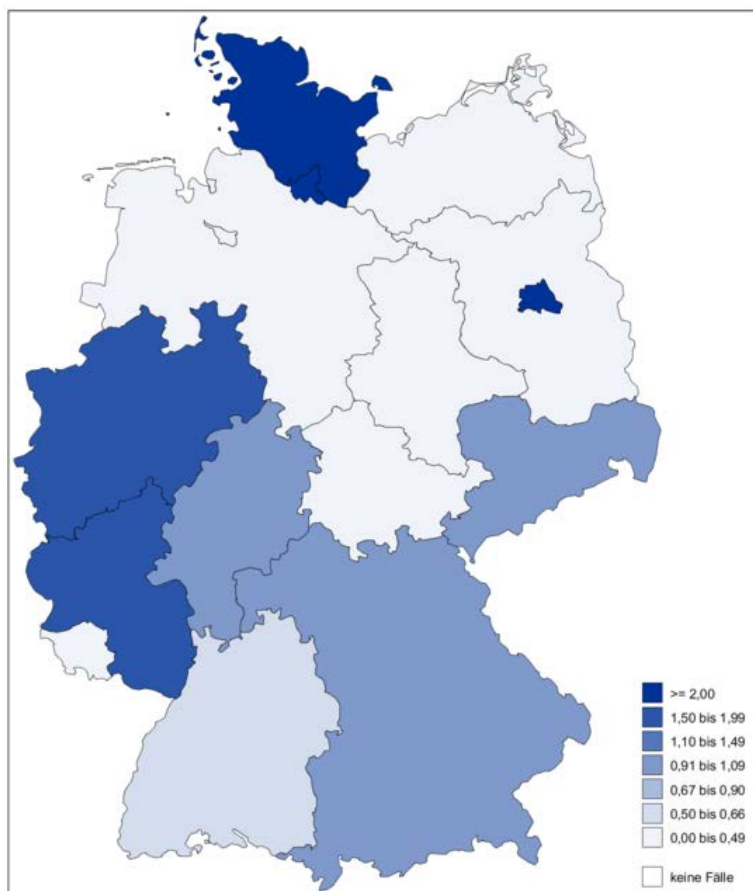 >= 2,00
1,50 bis 1,99
1,10 bis 1,49
0,91 bis 1,09
0,67 bis 0,90
0,50 bis 0,66
0,00 bis 0,49
keine Fälle